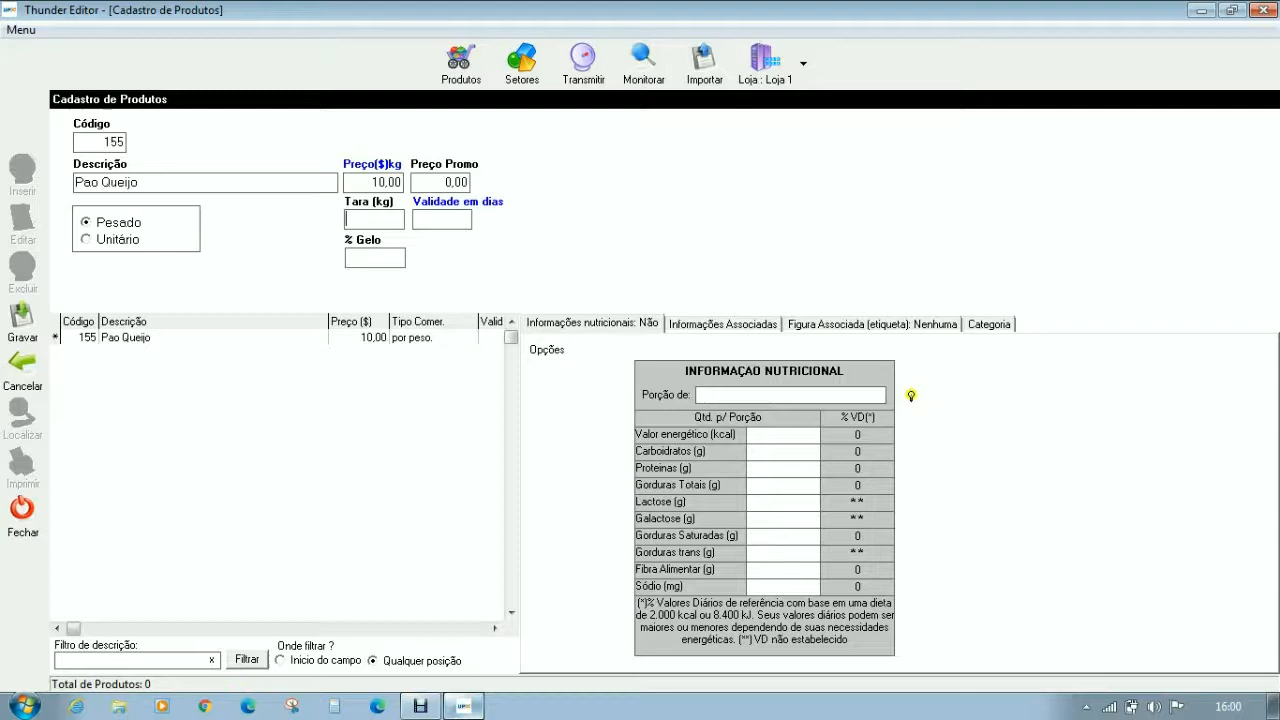 Thunder Editor - [Cadastro de Produtos]
Menu
Produtos
Setores
Transmitir
Monitorar
Importar
Loja : Loja 1
Cadastro de Produtos
Código
155
Descrição
Preço($)kg
Preço Promo
Pao Queijo
10,00
0,00
Tara (kg)
Validade em dias
Pesado
Unitário
% Gelo
Inserir
Editar
Excluir
Gravar
Cancelar
Localizar
Imprimir
Fechar
Código
Descrição
Preço ($)
Tipo Comer.
Valid
* 155 Pao Queijo 10,00 por peso.
Informações nutricionais: Não
Informações Associadas
Figura Associada (etiqueta): Nenhuma
Categoria
Opções
INFORMAÇAO NUTRICIONAL
Porção de:
Qtd. p/ Porção % VD(*)
Valor energético (kcal) 0
Carboidratos (g) 0
Proteinas (g) 0
Gorduras Totais (g) 0
Lactose (g) **
Galactose (g) **
Gorduras Saturadas (g) 0
Gorduras trans (g) **
Fibra Alimentar (g) 0
Sódio (mg) 0
(*)% Valores Diários de referência com base em uma dieta
de 2.000 kcal ou 8.400 kJ. Seus valores diários podem ser
maiores ou menores dependendo de suas necessidades
energéticas. (**) VD não estabelecido
Filtro de descrição:
Onde filtrar ?
x
Filtrar
Inicio do campo
Qualquer posição
Total de Produtos: 0
16:00